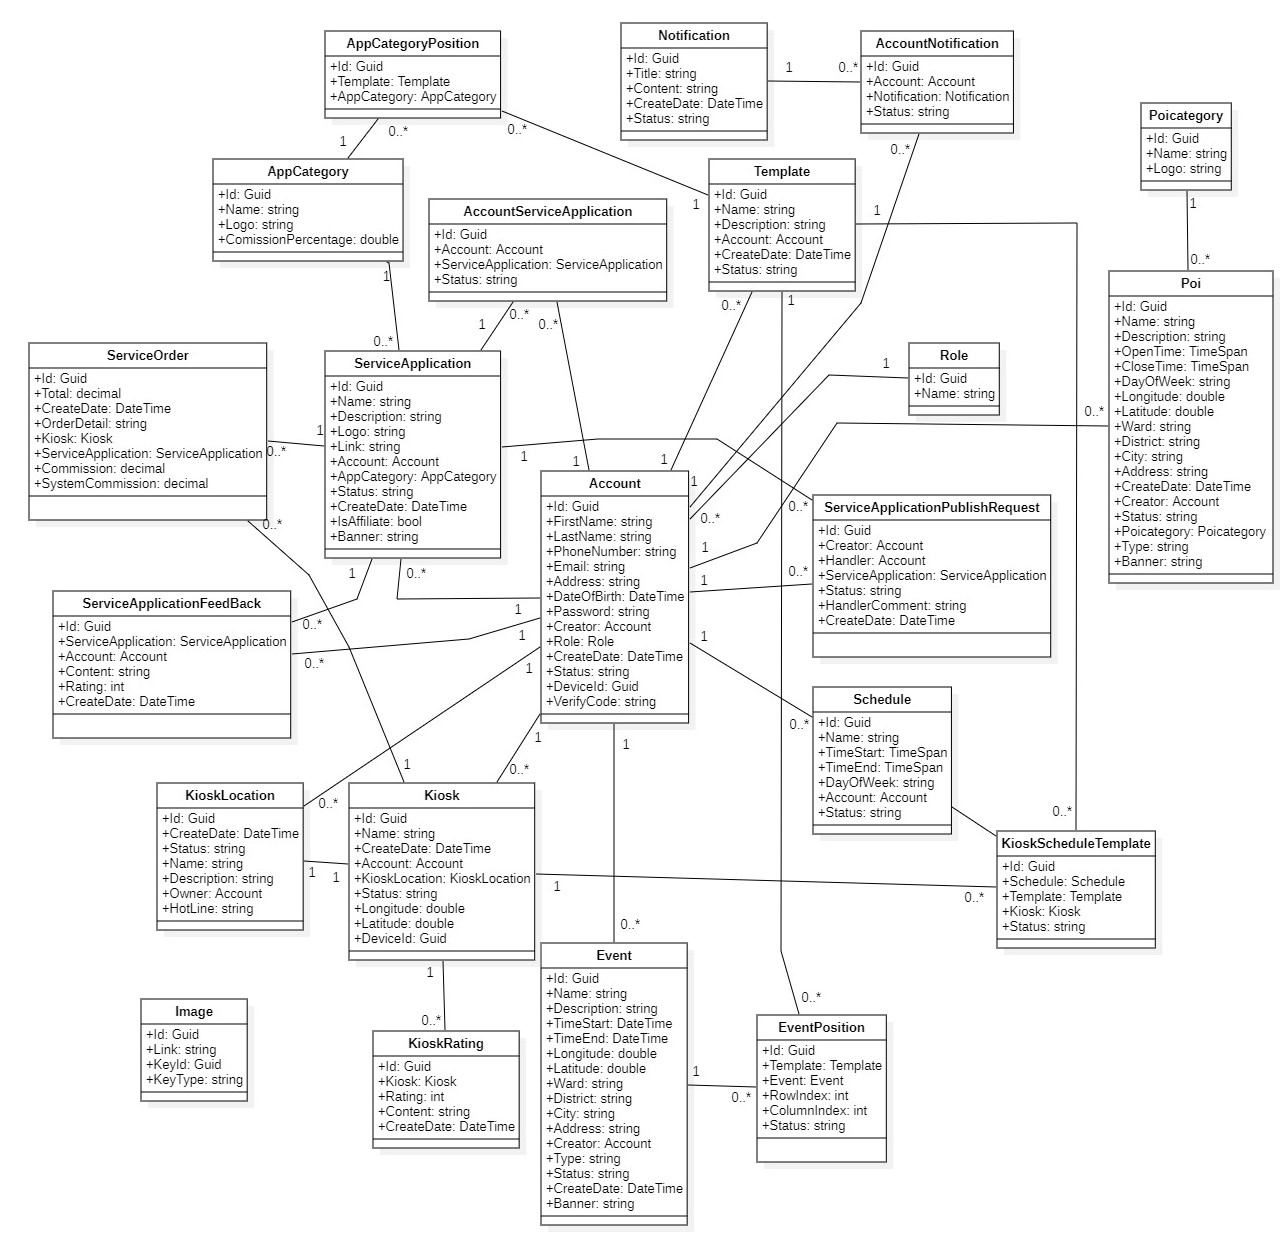 AppCategoryPosition
+Id: Guid
+Template: Template
+AppCategory: AppCategory
Notification
+Id: Guid
+Title: string
+Content: string
+CreateDate: DateTime
+Status: string
1
0..*
AccountNotification
+Id: Guid
+Account: Account
+Notification: Notification
+Status: string
0..*
Poicategory
+Id: Guid
+Name: string
+Logo: string
1
0..*
0..*
1
0..*
1
AppCategory
+Id: Guid
+Name: string
+Logo: string
+ComissionPercentage: double
1
0..*
AccountServiceApplication
+Id: Guid
+Account: Account
+ServiceApplication: ServiceApplication
+Status: string
0..*
1
0..*
1
Template
+Id: Guid
+Name: string
+Description: string
+Account: Account
+CreateDate: DateTime
+Status: string
1
0..*
1
1
Poi
+Id: Guid
+Name: string
+Description: string
+OpenTime: TimeSpan
+CloseTime: TimeSpan
+DayOfWeek: string
+Longitude: double
+Latitude: double
+Ward: string
+District: string
+City: string
+Address: string
+CreateDate: DateTime
+Creator: Account
+Status: string
+Poicategory: Poicategory
+Type: string
+Banner: string
0..*
ServiceOrder
+Id: Guid
+Total: decimal
+CreateDate: DateTime
+OrderDetail: string
+Kiosk: Kiosk
+ServiceApplication: ServiceApplication
+Commission: decimal
+SystemCommission: decimal
0..*
1
0..*
ServiceApplication
+Id: Guid
+Name: string
+Description: string
+Logo: string
+Link: string
+Account: Account
+AppCategory: AppCategory
+Status: string
+CreateDate: DateTime
+IsAffiliate: bool
+Banner: string
1
1
0..*
Role
+Id: Guid
+Name: string
1
Account
+Id: Guid
+FirstName: string
+LastName: string
+PhoneNumber: string
+Email: string
+Address: string
+DateOfBirth: DateTime
+Password: string
+Creator: Account
+Role: Role
+CreateDate: DateTime
+Status: string
+DeviceId: Guid
+VerifyCode: string
1
0..*
1
1
1
1
1
1
1
1
ServiceApplicationPublishRequest
+Id: Guid
+Creator: Account
+Handler: Account
+ServiceApplication: ServiceApplication
+Status: string
+HandlerComment: string
+CreateDate: DateTime
0..*
0..*
ServiceApplicationFeedBack
+Id: Guid
+ServiceApplication: ServiceApplication
+Account: Account
+Content: string
+Rating: int
+CreateDate: DateTime
0..*
0..*
Schedule
+Id: Guid
+Name: string
+TimeStart: TimeSpan
+TimeEnd: TimeSpan
+DayOfWeek: string
+Account: Account
+Status: string
0..*
KioskLocation
+Id: Guid
+CreateDate: DateTime
+Status: string
+Name: string
+Description: string
+Owner: Account
+HotLine: string
0..*
1
1
Kiosk
+Id: Guid
+Name: string
+CreateDate: DateTime
+Account: Account
+KioskLocation: KioskLocation
+Status: string
+Longitude: double
+Latitude: double
+DeviceId: Guid
1
0..*
1
1
KioskScheduleTemplate
+Id: Guid
+Schedule: Schedule
+Template: Template
+Kiosk: Kiosk
+Status: string
0..*
0..*
Event
+Id: Guid
+Name: string
+Description: string
+TimeStart: DateTime
+TimeEnd: DateTime
+Longitude: double
+Latitude: double
+Ward: string
+District: string
+City: string
+Address: string
+Creator: Account
+Type: string
+Status: string
+CreateDate: DateTime
+Banner: string
0..*
1
0..*
EventPosition
+Id: Guid
+Template: Template
+Event: Event
+RowIndex: int
+ColumnIndex: int
+Status: string
0..*
Image
+Id: Guid
+Link: string
+KeyId: Guid
+KeyType: string
0..*
KioskRating
+Id: Guid
+Kiosk: Kiosk
+Rating: int
+Content: string
+CreateDate: DateTime